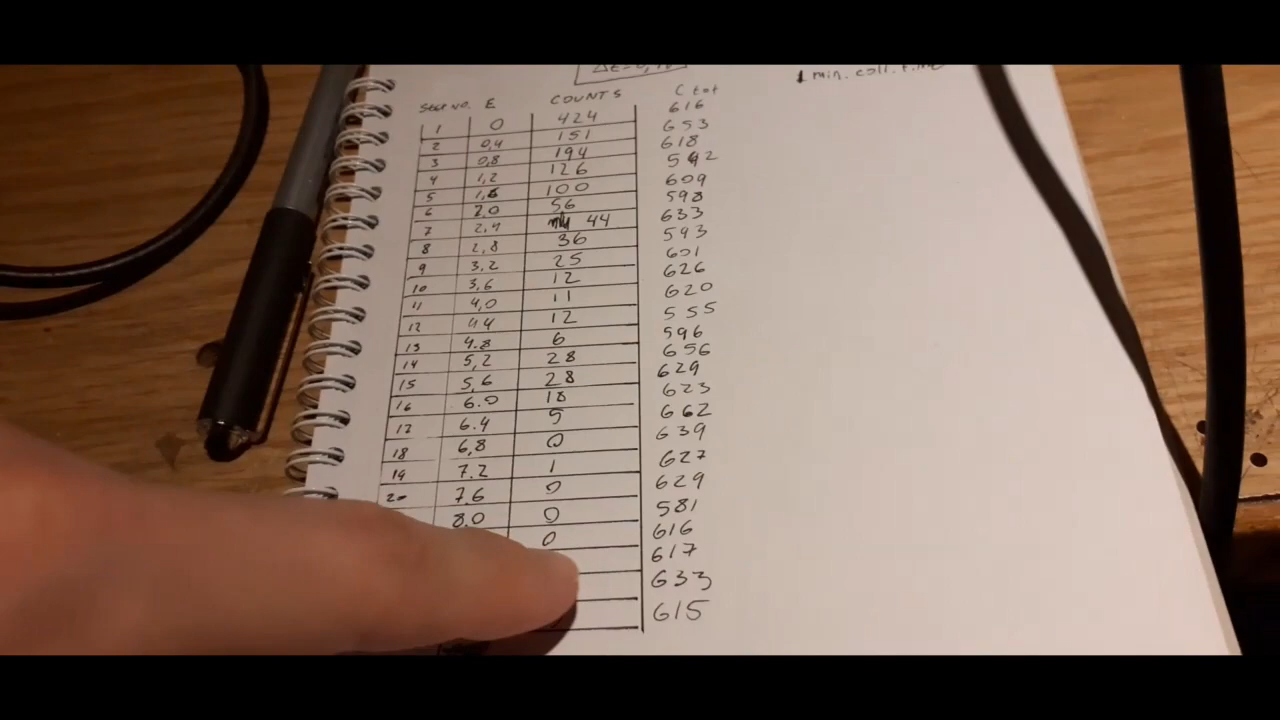 1 min. coll. time
E COUNTS C tot
1 0 424 616
2 0,4 151 653
3 0,8 194 618
4 1,2 126 592
5 1,6 100 609
6 2,0 56 598
7 2,4 44 633
8 2,8 36 593
9 3,2 25 601
10 3,6 12 626
11 4,0 11 620
12 4,4 12 555
13 4.8 6 596
14 5,2 28 656
15 5,6 28 629
16 6.0 18 623
17 6.4 5 662
18 6,8 0 639
19 7.2 1 627
20 7.6 0 629
8.0 0 581
0 616
617
633
615